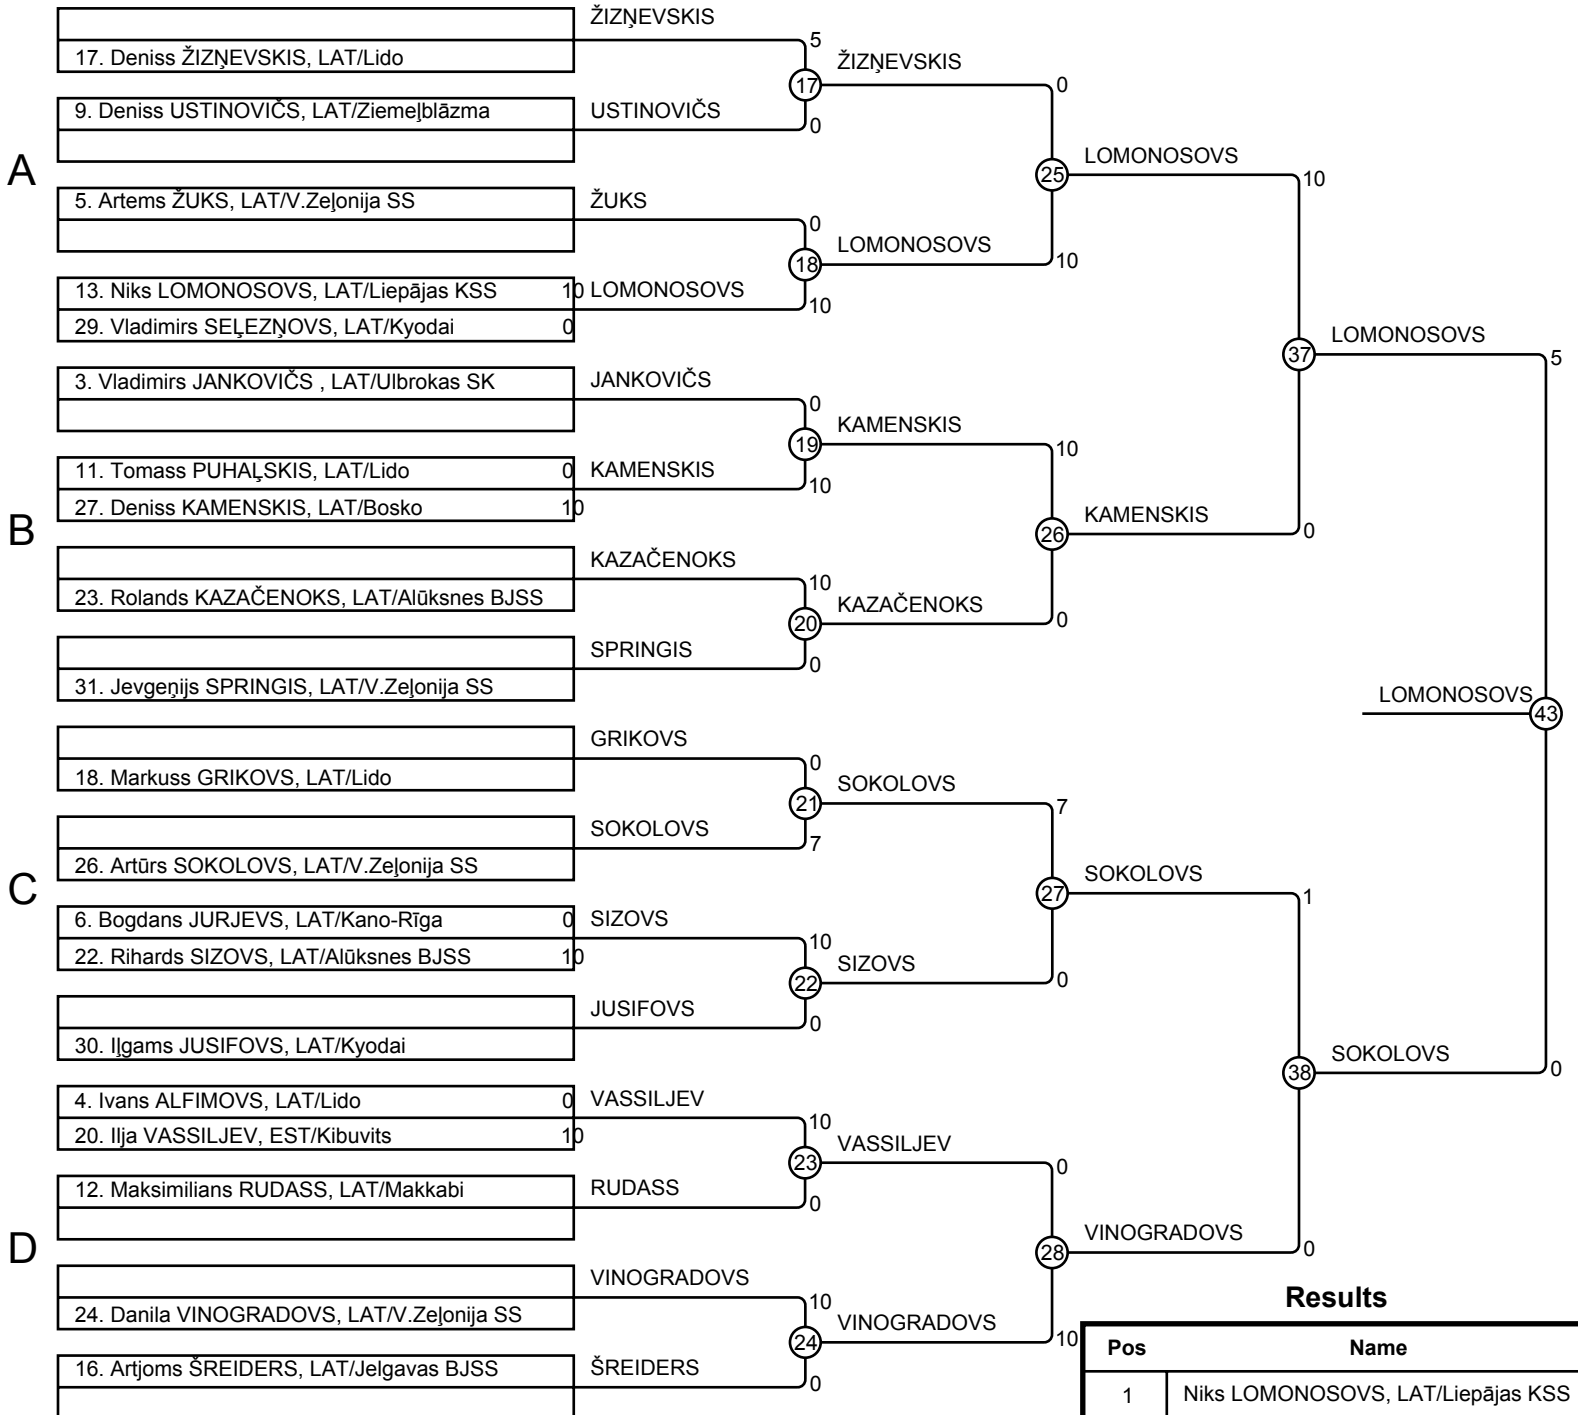 ŽIZŅEVSKIS
17. Deniss ŽIZŅEVSKIS, LAT/Lido
5
17
ŽIZŅEVSKIS
0
9. Deniss USTINOVIČS, LAT/Ziemeļblāzma
USTINOVIČS
0
A
25
LOMONOSOVS
10
5. Artems ŽUKS, LAT/V.Zeļonija SS
ŽUKS
0
18
LOMONOSOVS
10
13. Niks LOMONOSOVS, LAT/Liepājas KSS 10
LOMONOSOVS
10
29. Vladimirs SEĻEZŅOVS, LAT/Kyodai 0
37
LOMONOSOVS
5
3. Vladimirs JANKOVIČS , LAT/Ulbrokas SK
JANKOVIČS
0
19
KAMENSKIS
10
11. Tomass PUHAĻSKIS, LAT/Lido 0
KAMENSKIS
10
27. Deniss KAMENSKIS, LAT/Bosko 10
B
26
KAMENSKIS
0
KAZAČENOKS
23. Rolands KAZAČENOKS, LAT/Alūksnes BJSS
10
20
KAZAČENOKS
0
SPRINGIS
0
31. Jevgeņijs SPRINGIS, LAT/V.Zeļonija SS
LOMONOSOVS
43
GRIKOVS
18. Markuss GRIKOVS, LAT/Lido
0
21
SOKOLOVS
7
SOKOLOVS
7
26. Artūrs SOKOLOVS, LAT/V.Zeļonija SS
C
27
SOKOLOVS
1
6. Bogdans JURJEVS, LAT/Kano-Rīga 0
SIZOVS
22. Rihards SIZOVS, LAT/Alūksnes BJSS 10
10
22
SIZOVS
0
JUSIFOVS
0
30. Iļgams JUSIFOVS, LAT/Kyodai
38
SOKOLOVS
0
4. Ivans ALFIMOVS, LAT/Lido 0
VASSILJEV
20. Ilja VASSILJEV, EST/Kibuvits 10
10
23
VASSILJEV
0
12. Maksimilians RUDASS, LAT/Makkabi
RUDASS
0
D
28
VINOGRADOVS
0
VINOGRADOVS
24. Danila VINOGRADOVS, LAT/V.Zeļonija SS
10
24
VINOGRADOVS
10
16. Artjoms ŠREIDERS, LAT/Jelgavas BJSS
ŠREIDERS
0
Results
Pos Name
1 Niks LOMONOSOVS, LAT/Liepājas KSS